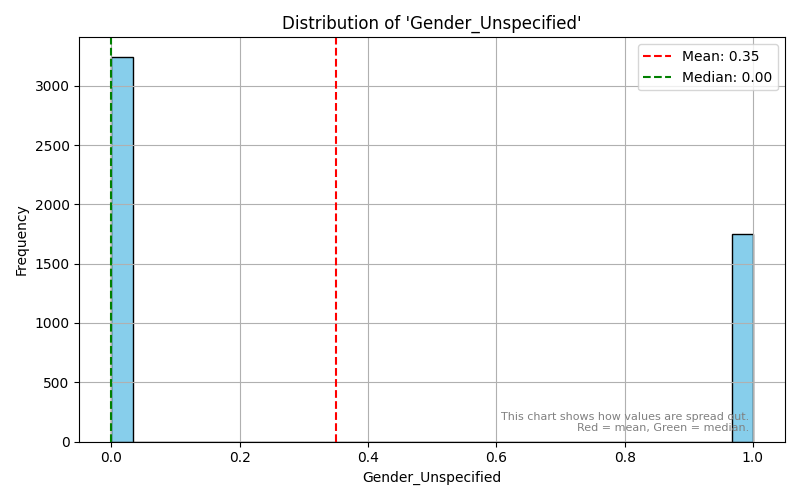 Distribution of 'Gender_Unspecified'
Mean: 0.35
Median: 0.00
Frequency
3000
2500
2000
1500
1000
500
0
This chart shows how values are spread out.
Red = mean, Green = median.
0.0 0.2 0.4 0.6 0.8 1.0
Gender_Unspecified